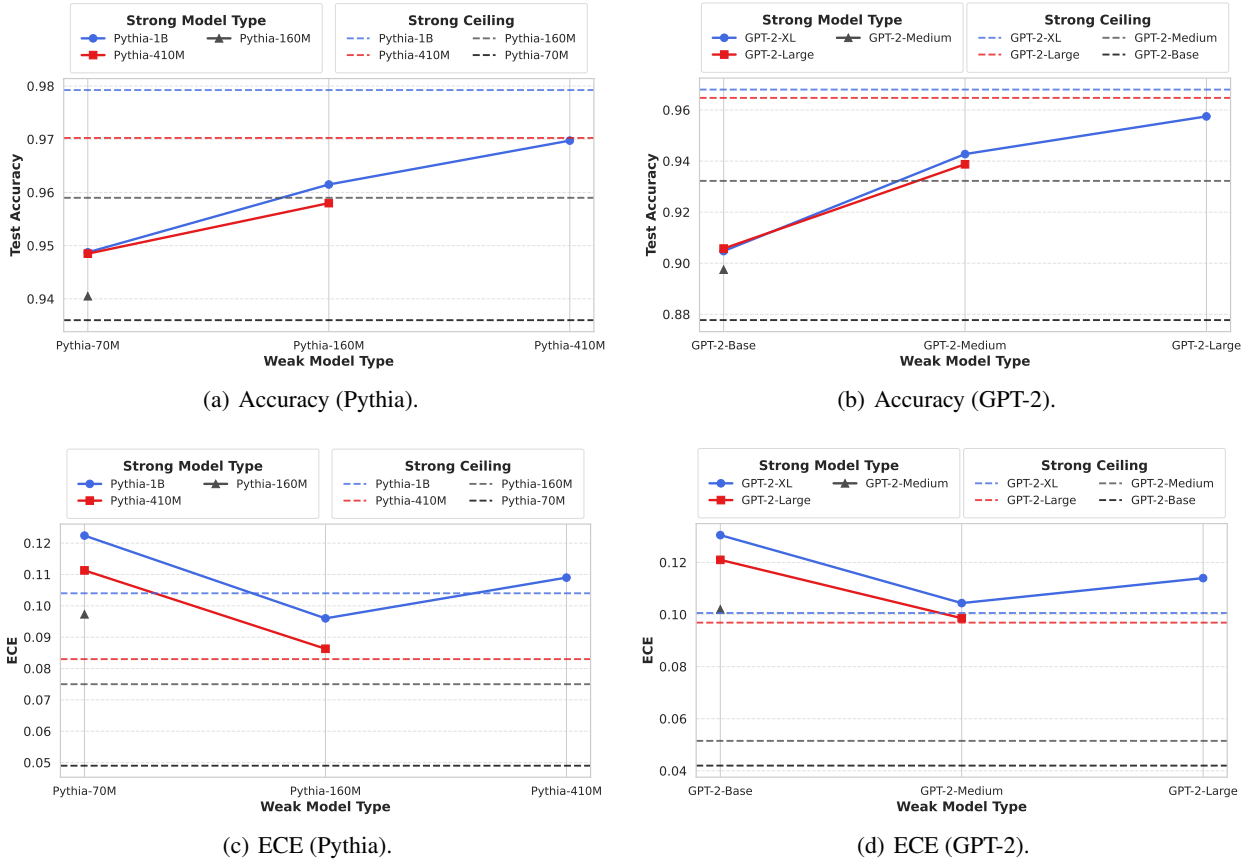 Strong Model Type
Pythia-1B
Pythia-410M
Pythia-160M
Strong Ceiling
Pythia-1B
Pythia-410M
Pythia-160M
Pythia-70M
Test Accuracy
0.98
0.97
0.96
0.95
0.94
Pythia-70M
Pythia-160M
Pythia-410M
Weak Model Type
(a) Accuracy (Pythia).
Strong Model Type
GPT-2-XL
GPT-2-Large
GPT-2-Medium
Strong Ceiling
GPT-2-XL
GPT-2-Large
GPT-2-Medium
GPT-2-Base
Test Accuracy
0.96
0.94
0.92
0.90
0.88
GPT-2-Base
GPT-2-Medium
GPT-2-Large
Weak Model Type
(b) Accuracy (GPT-2).
Strong Model Type
Pythia-1B
Pythia-410M
Pythia-160M
Strong Ceiling
Pythia-1B
Pythia-410M
Pythia-160M
Pythia-70M
ECE
0.12
0.11
0.10
0.09
0.08
0.07
0.06
0.05
Pythia-70M
Pythia-160M
Pythia-410M
Weak Model Type
(c) ECE (Pythia).
Strong Model Type
GPT-2-XL
GPT-2-Large
GPT-2-Medium
Strong Ceiling
GPT-2-XL
GPT-2-Large
GPT-2-Medium
GPT-2-Base
ECE
0.12
0.10
0.08
0.06
0.04
GPT-2-Base
GPT-2-Medium
GPT-2-Large
Weak Model Type
(d) ECE (GPT-2).